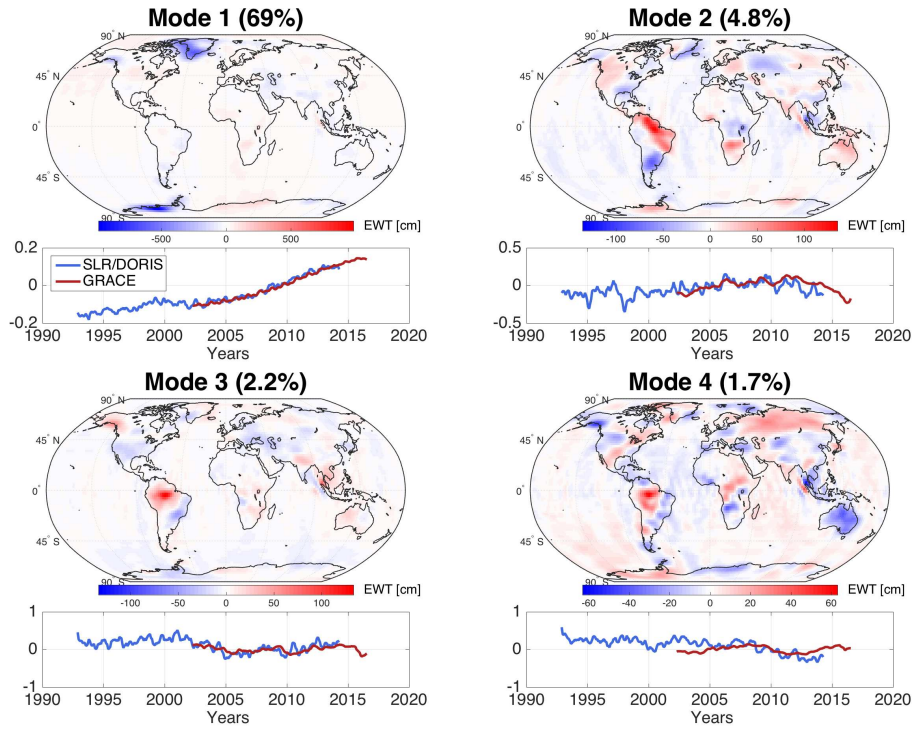 Mode 1 (69%)
90° N
45° N
0°
45° S
90 S
-500 0 500
EWT [cm]
0.2
0
-0.2
SLR/DORIS
GRACE
1990 1995 2000 2005 2010 2015 2020
Years
Mode 2 (4.8%)
90° N
45° N
0°
45° S
90 S
-100 -50 0 50 100
EWT [cm]
0.5
0
-0.5
1990 1995 2000 2005 2010 2015 2020
Years
Mode 3 (2.2%)
90° N
45° N
0°
45° S
90 S
-100 -50 0 50 100
EWT [cm]
1
0
-1
1990 1995 2000 2005 2010 2015 2020
Years
Mode 4 (1.7%)
90° N
45° N
0°
45° S
90 S
-60 -40 -20 0 20 40 60
EWT [cm]
1
0
-1
1990 1995 2000 2005 2010 2015 2020
Years